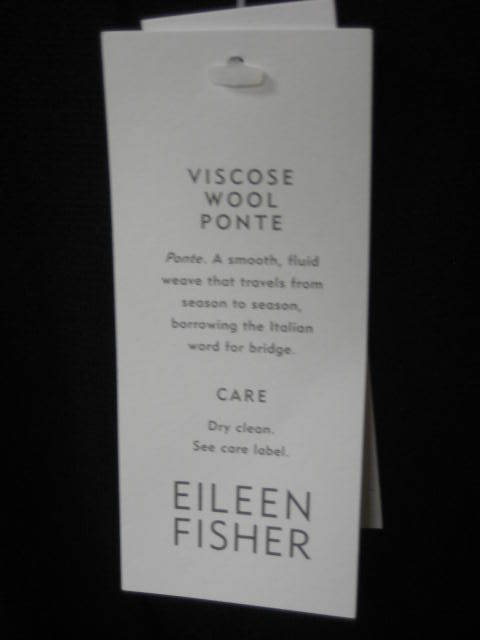 VISCOSE
WOOL
PONTE
Ponte. A smooth, fluid
weave that travels from
season to season,
borrowing the Italian
word for bridge.
CARE
Dry clean.
See care label.
EILEEN
FISHER